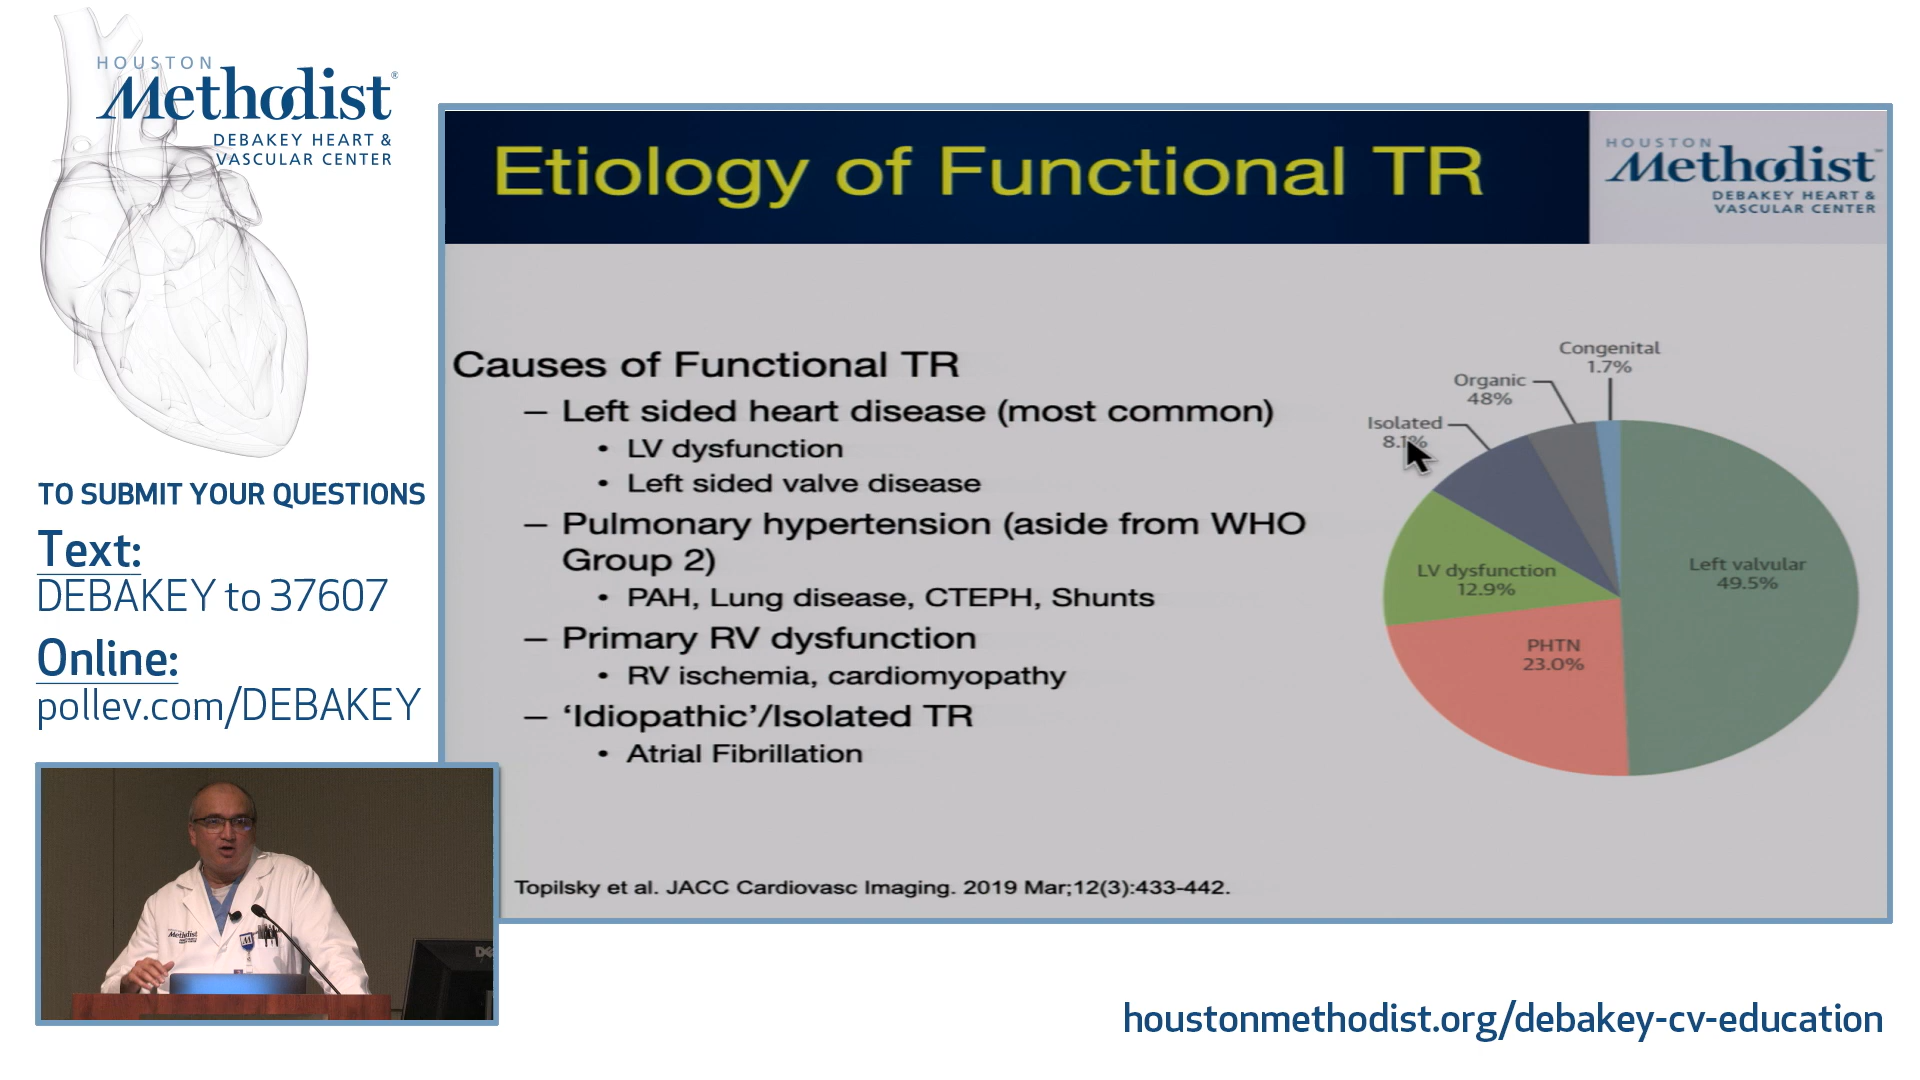 HOUSTON
Methodist®
DEBAKEY HEART &
VASCULAR CENTER
TO SUBMIT YOUR QUESTIONS
Text:
DEBAKEY to 37607
Online:
pollev.com/DEBAKEY
Etiology of Functional TR
HOUSTON
Methodist™
DEBAKEY HEART &
VASCULAR CENTER
Causes of Functional TR
– Left sided heart disease (most common)
• LV dysfunction
• Left sided valve disease
– Pulmonary hypertension (aside from WHO
Group 2)
• PAH, Lung disease, CTEPH, Shunts
– Primary RV dysfunction
• RV ischemia, cardiomyopathy
– ‘Idiopathic’/Isolated TR
• Atrial Fibrillation
Congenital
1.7%
Organic
48%
Isolated
8.1%
Left valvular
49.5%
LV dysfunction
12.9%
PHTN
23.0%
Topilsky et al. JACC Cardiovasc Imaging. 2019 Mar;12(3):433-442.
Methodist
houstonmethodist.org/debakey-cv-education